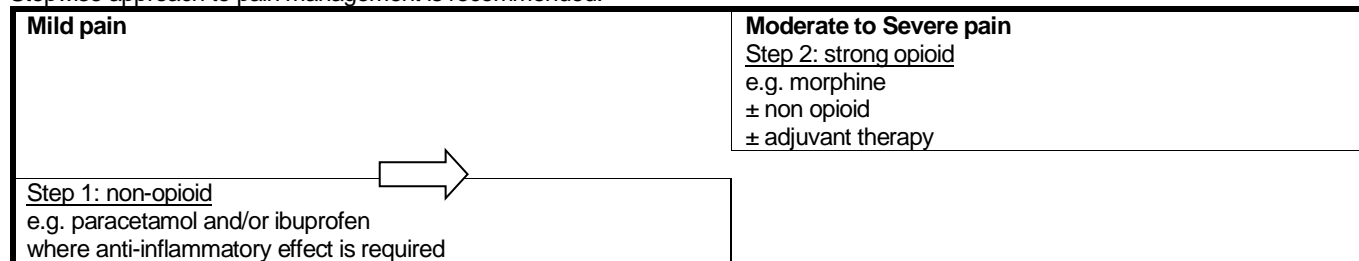 Stepwise approach to pain management is recommended.
Mild pain
Moderate to Severe pain
Step 2: strong opioid
e.g. morphine
± non opioid
± adjuvant therapy
Step 1: non-opioid
e.g. paracetamol and/or ibuprofen
where anti-inflammatory effect is required